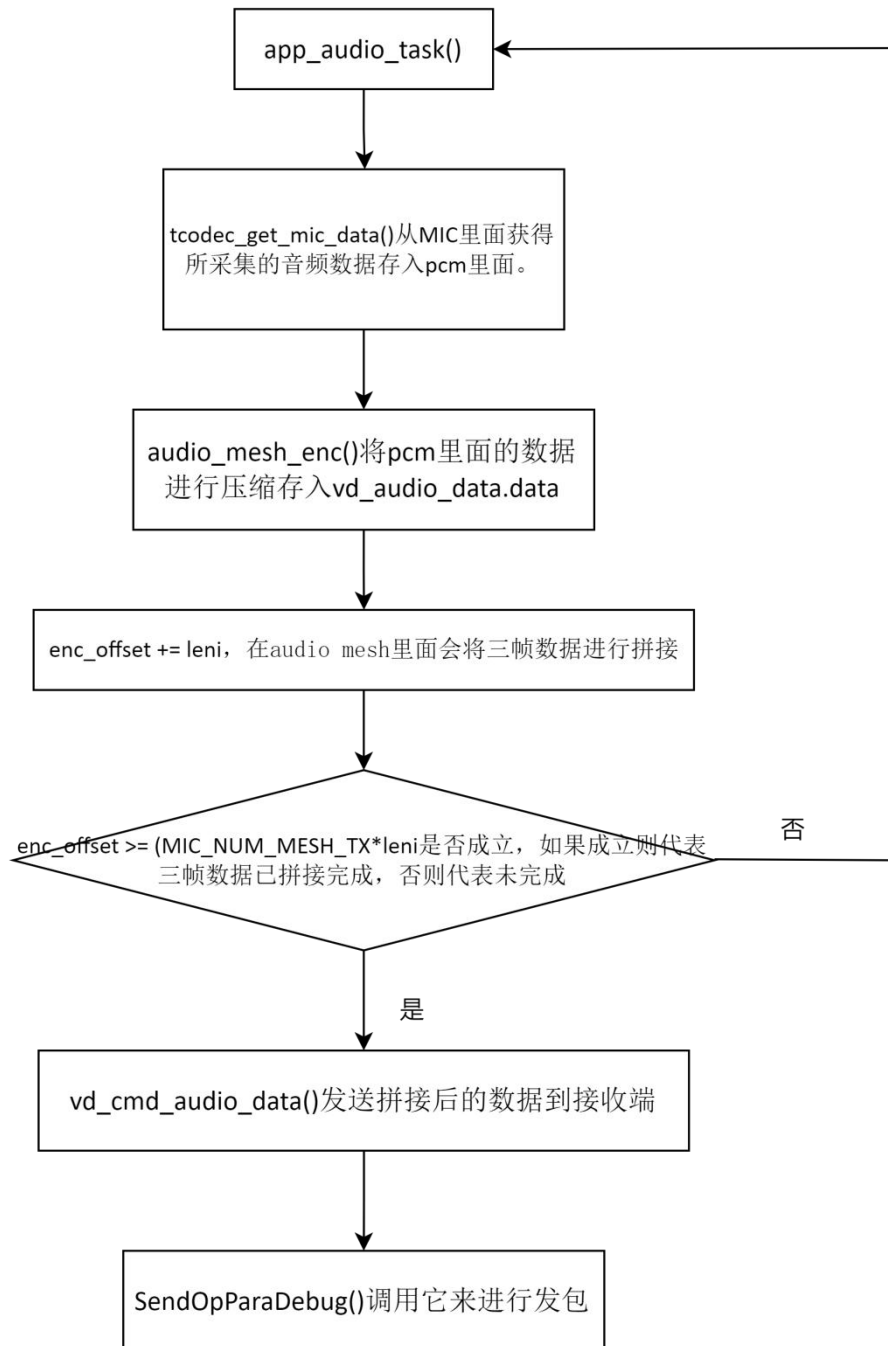 app_audio_task()
tcodec_get_mic_data()从MIC里面获得
所采集的音频数据存入pcm里面。
audio_mesh_enc()将pcm里面的数据
进行压缩存入vd_audio_data.data
enc_offset += leni，在audio mesh里面会将三帧数据进行拼接
enc_offset >= (MIC_NUM_MESH_TX*leni是否成立，如果成立则代表
三帧数据已拼接完成，否则代表未完成
否
是
vd_cmd_audio_data()发送拼接后的数据到接收端
SendOpParaDebug()调用它来进行发包